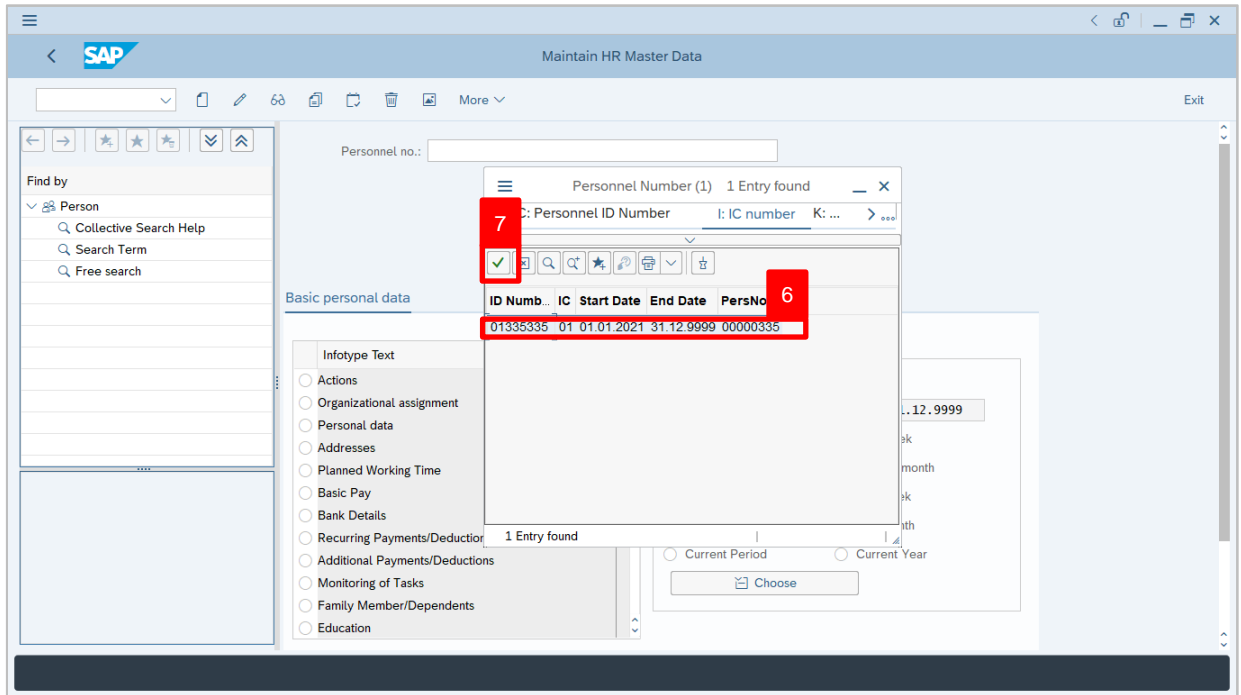 SAP
Maintain HR Master Data
More
Exit
Personnel no.:
Find by
Person
Collective Search Help
Search Term
Free search
Personnel Number (1) 1 Entry found
C: Personnel ID Number I: IC number K: ...
7
6
ID Numb... IC Start Date End Date PersNo
01335335 01 01.01.2021 31.12.9999 00000335
1 Entry found
Basic personal data
Infotype Text
Actions
Organizational assignment
Personal data
Addresses
Planned Working Time
Basic Pay
Bank Details
Recurring Payments/Deduction
Additional Payments/Deductions
Monitoring of Tasks
Family Member/Dependents
Education
.12.9999
ek
month
ek
nth
Current Period Current Year
Choose